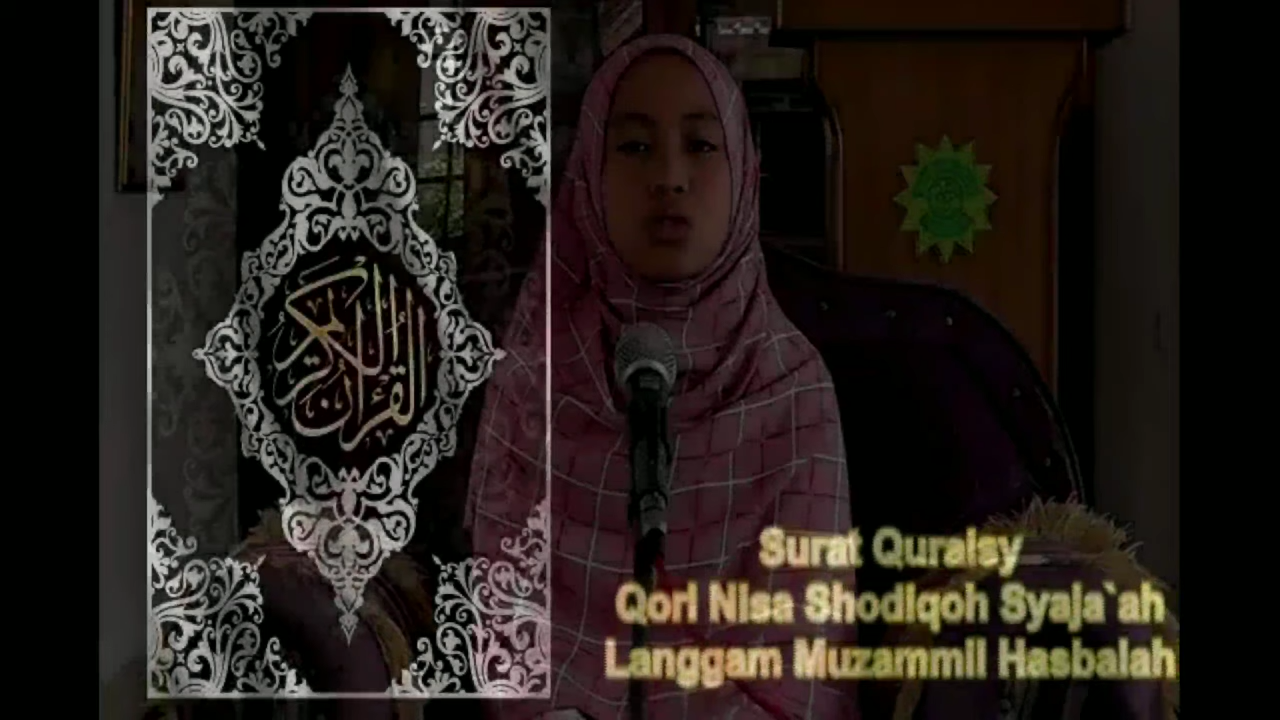 القرآن الكريم
Surat Quraisy
Qori Nisa Shodiqoh Syaja`ah
Langgam Muzammil Hasbalah